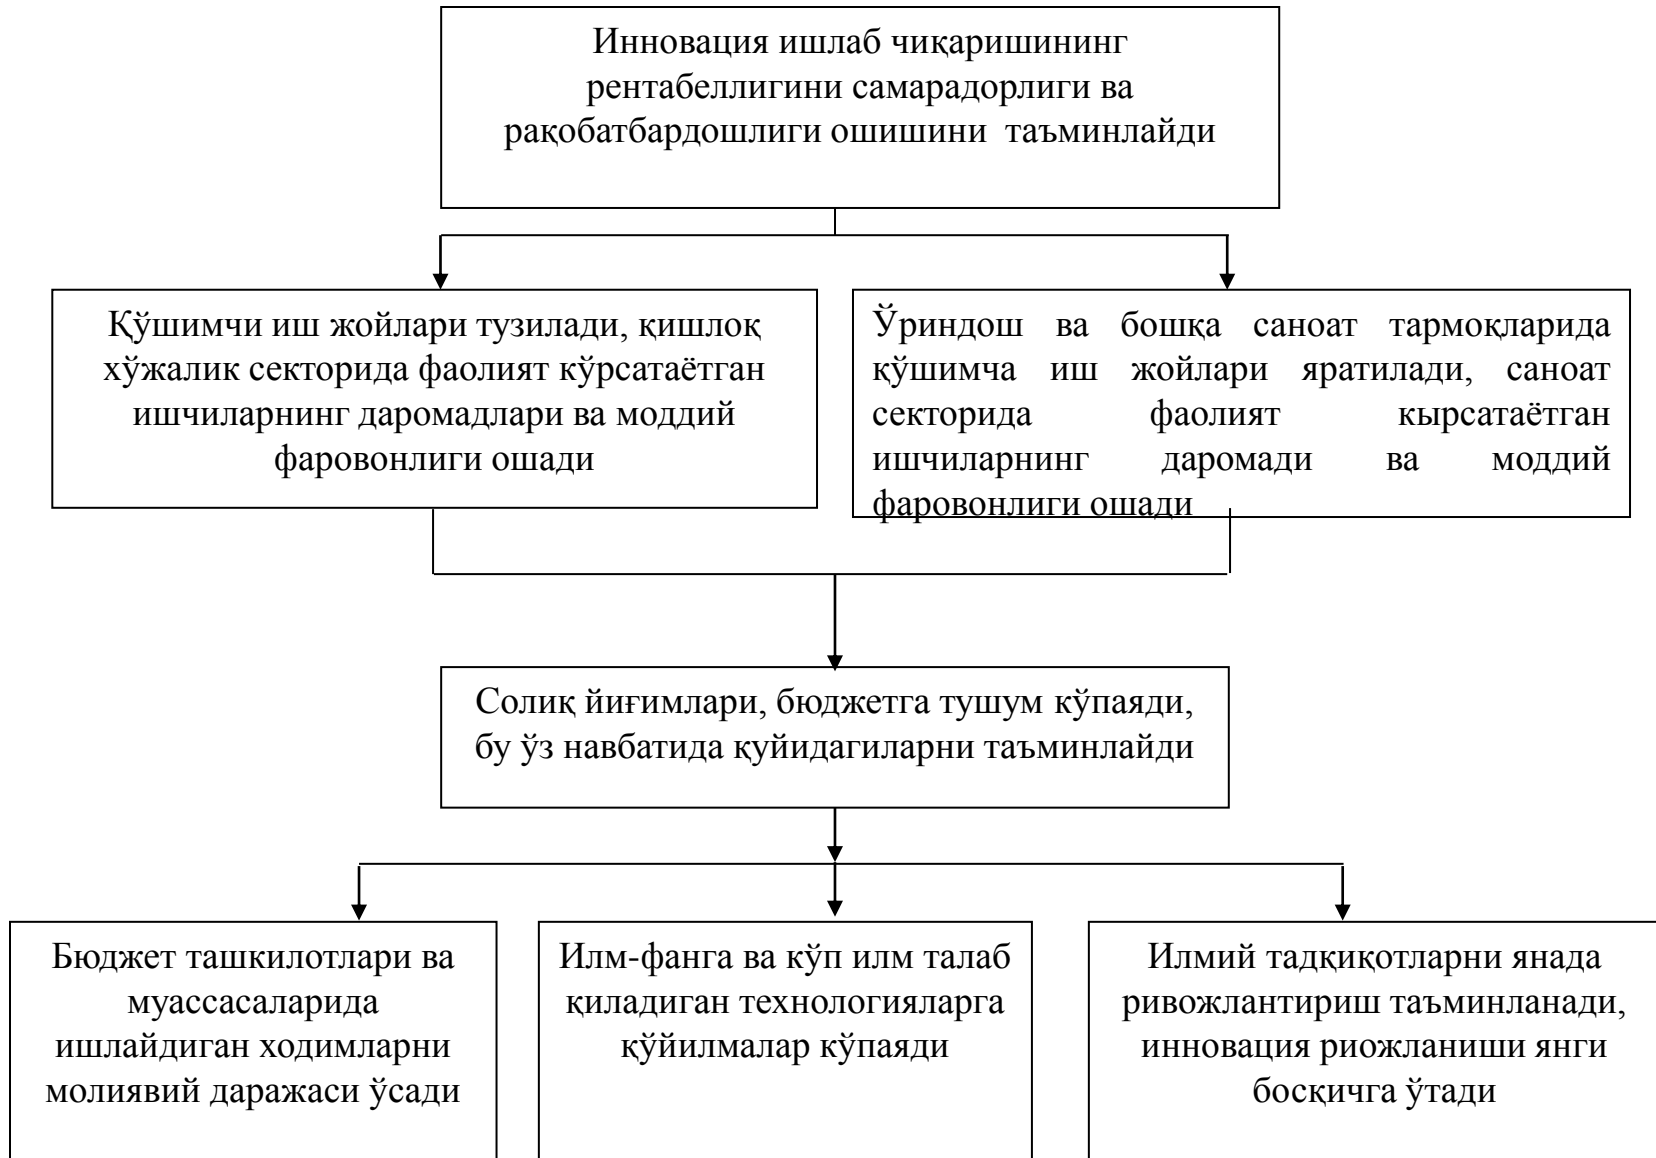 Инновация ишлаб чиқаришининг
рентабеллигини самарадорлиги ва
рақобатбардошлиги ошишини таъминлайди
Қўшимчи иш жойлари тузилади, қишлоқ
хўжалик секторида фаолият кўрсатаётган
ишчиларнинг даромадлари ва моддий
фаровонлиги ошади
Ўриндош ва бошқа саноат тармоқларида
қўшимча иш жойлари яратилади, саноат
секторида фаолият кырсатаётган
ишчиларнинг даромади ва моддий
фаровонлиги ошади
Солиқ йиғимлари, бюджетга тушум кўпаяди,
бу ўз навбатида қуйидагиларни таъминлайди
Бюджет ташкилотлари ва
муассасаларида
ишлайдиган ходимларни
молиявий даражаси ўсади
Илм-фанга ва кўп илм талаб
қиладиган технологияларга
қўйилмалар кўпаяди
Илмий тадқиқотларни янада
ривожлантириш таъминланади,
инновация риожланиши янги
босқичга ўтади